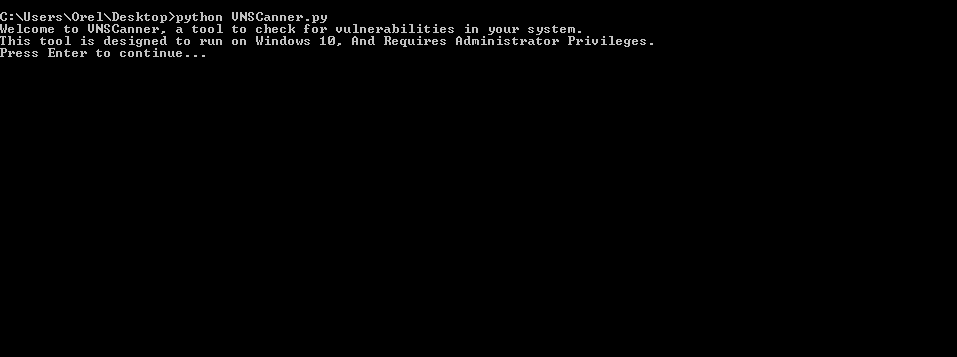 C:\Users\Orel\Desktop>python VNSCanner.py
Welcome to VNSCanner, a tool to check for vulnerabilities in your system.
This tool is designed to run on Windows 10, And Requires Administrator Privileges.
Press Enter to continue...